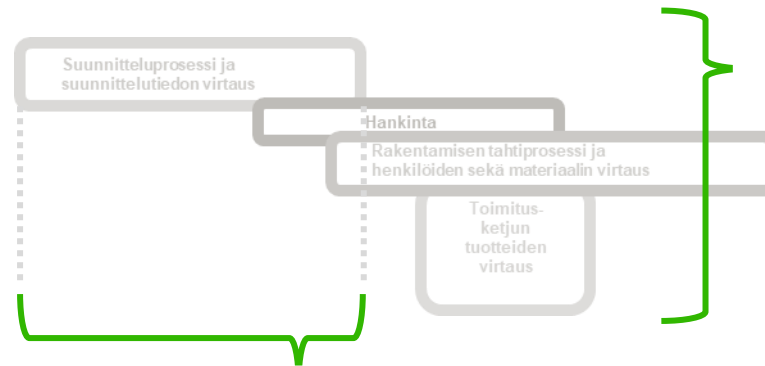 Suunnitteluprosessi ja
suunnittelutiedon virtaus
Hankinta
Rakentamisen tahtiprosessi ja
henkilöiden sekä materiaalin virtaus
Toimitus-
ketjun
tuotteiden
virtaus